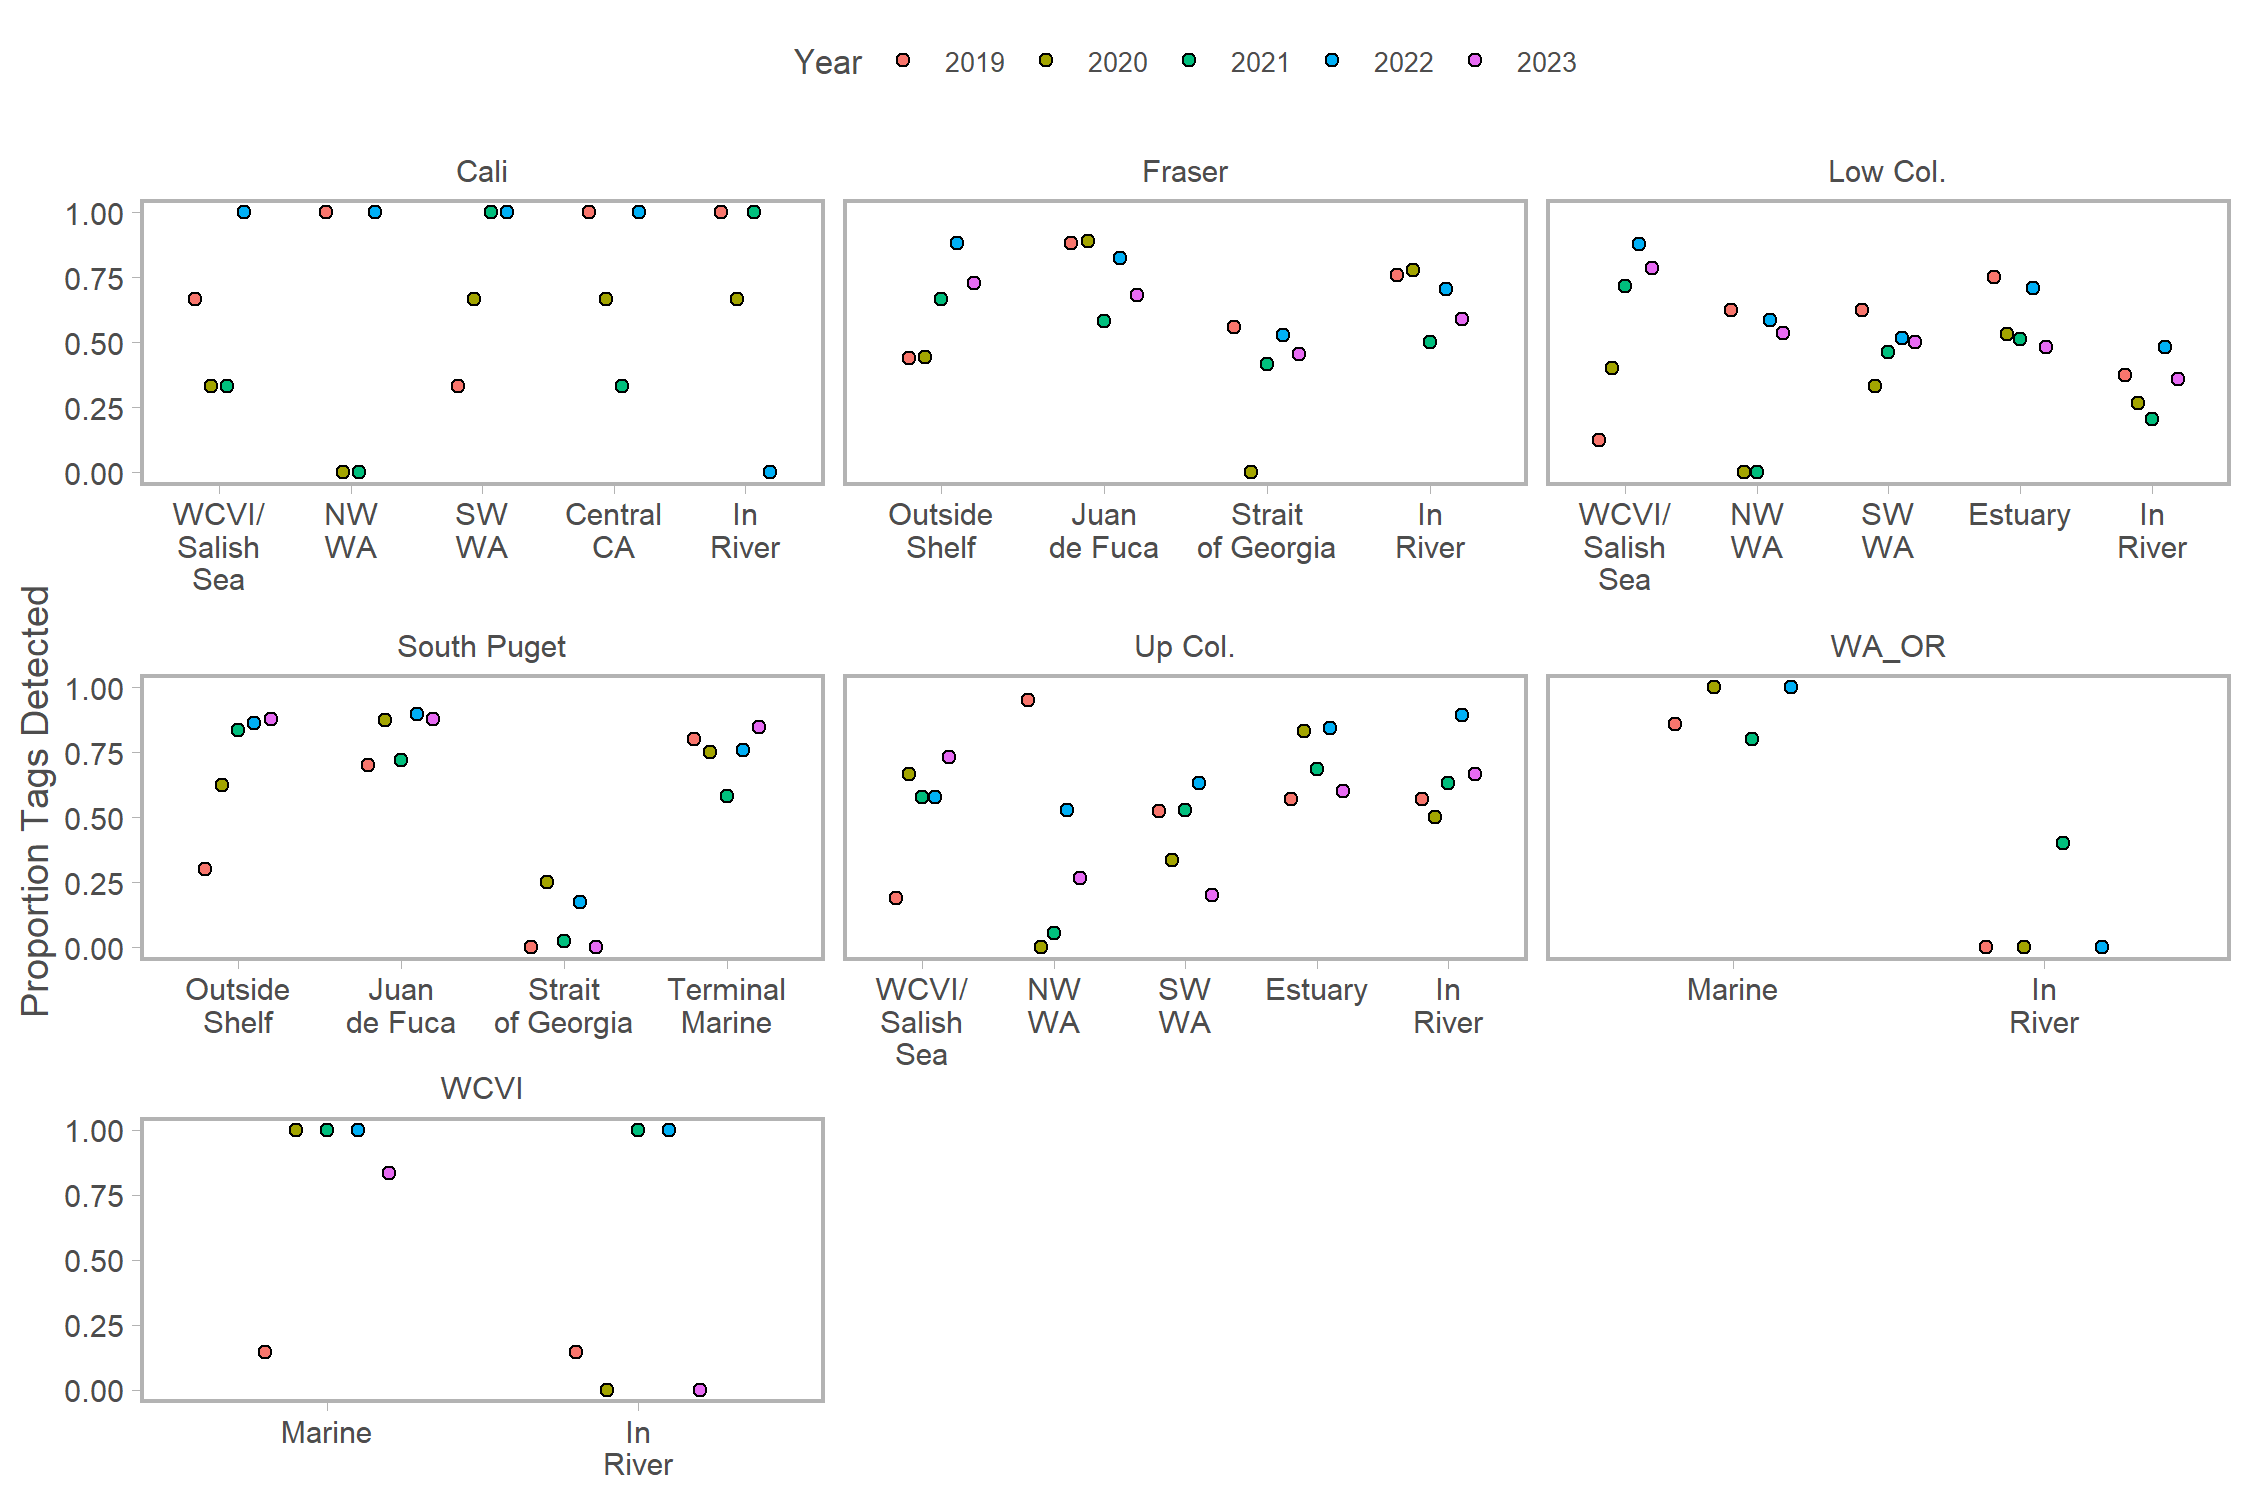 Year 2019 2020 2021 2022 2023
Cali Fraser Low Col.
1.00
0.75
0.50
0.25
0.00
WCVI/ NW SW Central In Outside Juan Strait In WCVI/ NW SW Estuary In
Salish WA WA CA River Shelf de Fuca of Georgia River Salish WA WA River
Sea Sea
Proportion Tags Detected
South Puget Up Col. WA_OR
1.00
0.75
0.50
0.25
0.00
Outside Juan Strait Terminal WCVI/ NW SW Estuary In Marine In
Shelf de Fuca of Georgia Marine Salish WA WA River River
Sea
WCVI
1.00
0.75
0.50
0.25
0.00
Marine In
River